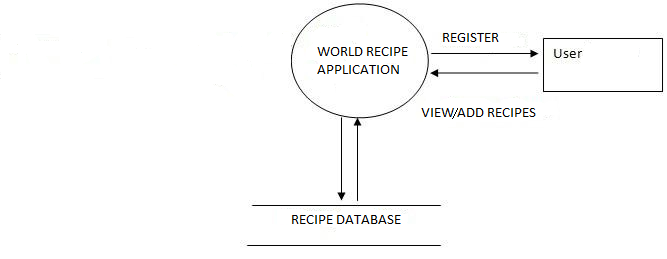 WORLD RECIPE
APPLICATION
REGISTER
User
VIEW/ADD RECIPES
RECIPE DATABASE